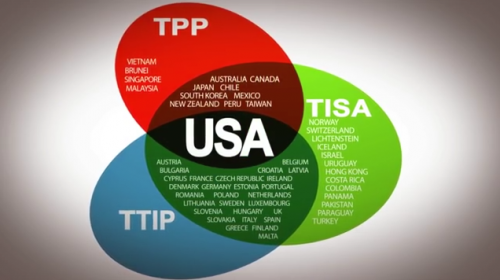 TPP
VIETNAM
BRUNEI
SINGAPORE
MALAYSIA
AUSTRALIA CANADA
JAPAN CHILE
SOUTH KOREA MEXICO
NEW ZEALAND PERU TAIWAN
TISA
NORWAY
SWITZERLAND
LICHTENSTEIN
ICELAND
ISRAEL
URUGUAY
HONG KONG
COSTA RICA
COLOMBIA
PANAMA
PAKISTAN
PARAGUAY
TURKEY
USA
AUSTRIA BELGIUM
BULGARIA CROATIA LATVIA
CYPRUS FRANCE CZECH REPUBLIC IRELAND
DENMARK GERMANY ESTONIA PORTUGAL
ROMANIA POLAND NETHERLANDS
LITHUANIA SWEDEN LUXEMBOURG
SLOVENIA HUNGARY UK
SLOVAKIA ITALY SPAIN
GREECE FINLAND
MALTA
TTIP